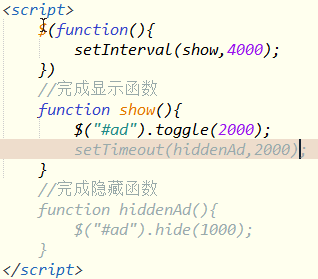 <script>
$(function(){
setInterval(show,4000);
})
//完成显示函数
function show(){
$("#ad").toggle(2000);
setTimeout(hiddenAd,2000);
}
//完成隐藏函数
function hiddenAd(){
$("#ad").hide(1000);
}
</script>